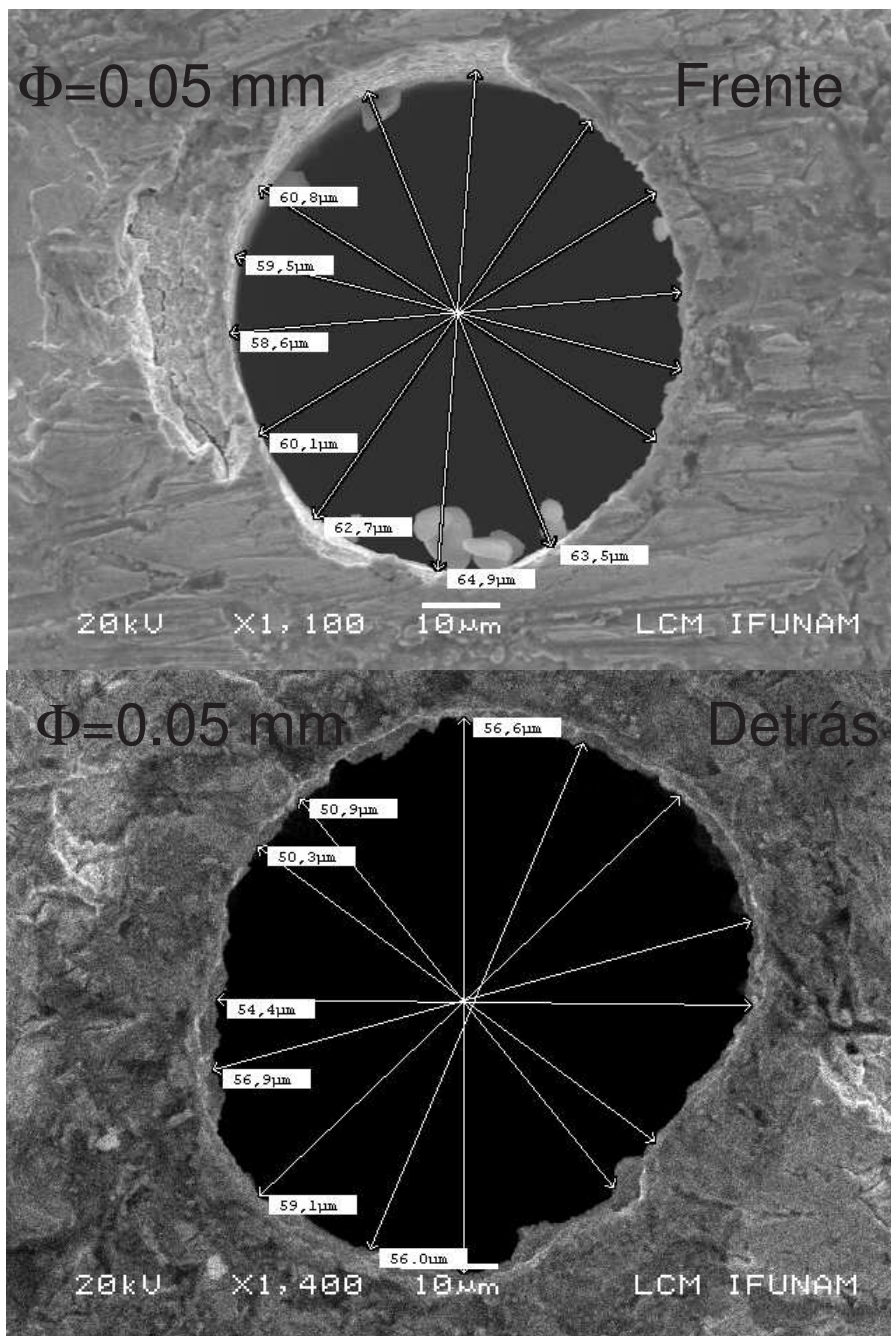 Φ=0.05 mm Frente
60,8µm
59,5µm
58,6µm
60,1µm
62,7µm
63,5µm
64,9µm
20kV X1,100 10µm LCM IFUNAM
Φ=0.05 mm Detrás
56,6µm
50,9µm
50,3µm
54,4µm
56,9µm
59,1µm
56.0µm
20kV X1,400 10µm LCM IFUNAM